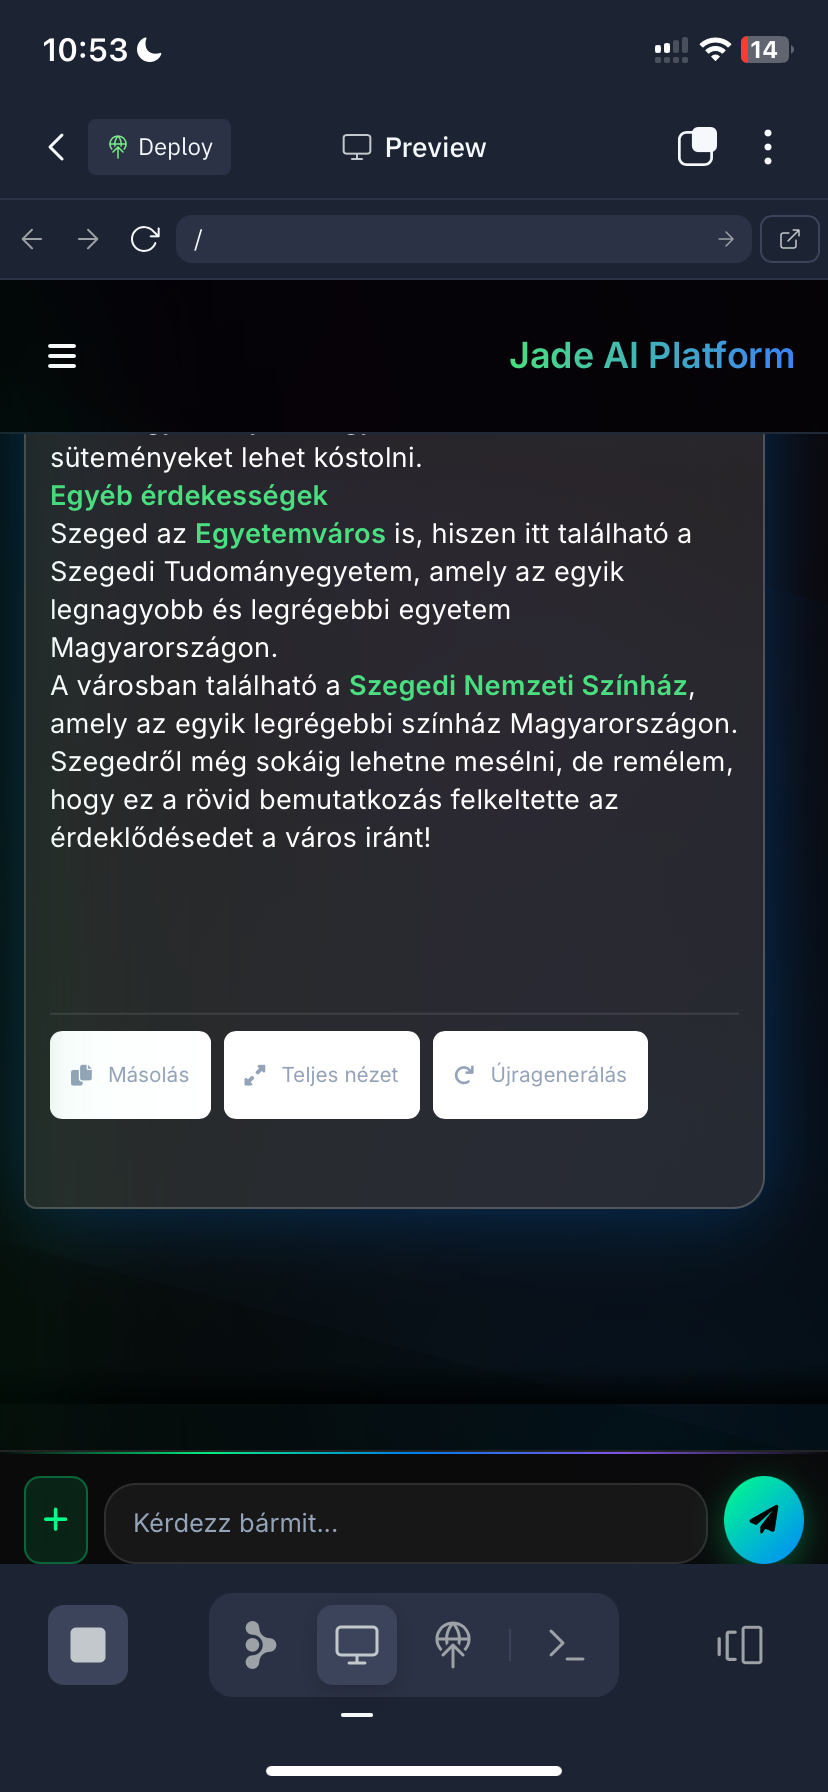 10:53
14
Deploy
Preview
/
Jade AI Platform
süteményeket lehet kóstolni.
Egyéb érdekességek
Szeged az Egyetemváros is, hiszen itt található a
Szegedi Tudományegyetem, amely az egyik
legnagyobb és legrégebbi egyetem
Magyarországon.
A városban található a Szegedi Nemzeti Színház,
amely az egyik legrégebbi színház Magyarországon.
Szegedről még sokáig lehetne mesélni, de remélem,
hogy ez a rövid bemutatkozás felkeltette az
érdeklődésedet a város iránt!
Másolás
Teljes nézet
Újragenerálás
Kérdezz bármit...